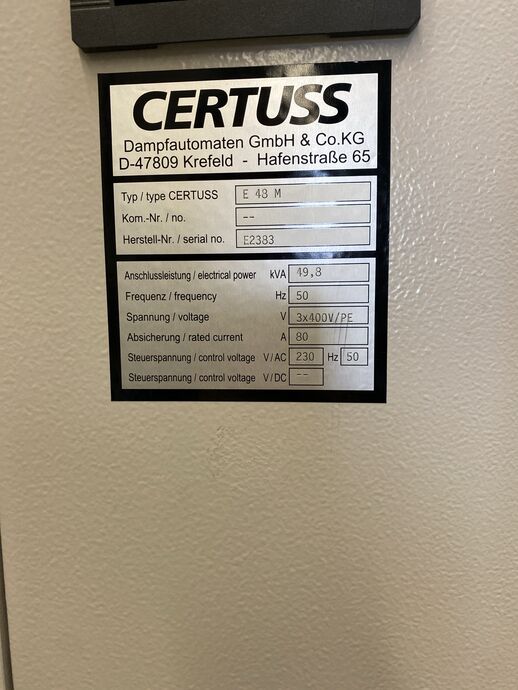 CERTUSS
Dampfautomaten GmbH & Co.KG
D-47809 Krefeld - Hafenstraße 65
Typ / type CERTUSS E 48 M
Kom.-Nr. / no. --
Herstell-Nr. / serial no. E2383
Anschlussleistung / electrical power kVA 49,8
Frequenz / frequency Hz 50
Spannung / voltage V 3x400V/PE
Absicherung / rated current A 80
Steuerspannung / control voltage V/AC 230 Hz 50
Steuerspannung / control voltage V/DC --